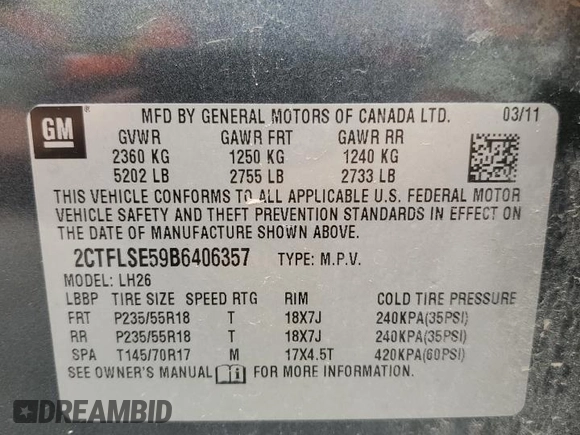 GM
®
MFD BY GENERAL MOTORS OF CANADA LTD. 03/11
GVWR GAWR FRT GAWR RR
2360 KG 1250 KG 1240 KG
5202 LB 2755 LB 2733 LB
THIS VEHICLE CONFORMS TO ALL APPLICABLE U.S. FEDERAL MOTOR
VEHICLE SAFETY AND THEFT PREVENTION STANDARDS IN EFFECT ON
THE DATE OF MANUFACTURE SHOWN ABOVE.
2CTFLSE59B6406357 TYPE: M.P.V.
MODEL: LH26
LBBP TIRE SIZE SPEED RTG RIM COLD TIRE PRESSURE
FRT P235/55R18 T 18X7J 240KPA(35PSI)
RR P235/55R18 T 18X7J 240KPA(35PSI)
SPA T145/70R17 M 17X4.5T 420KPA(60PSI)
SEE OWNER'S MANUAL FOR MORE INFORMATION.
DREAMBID